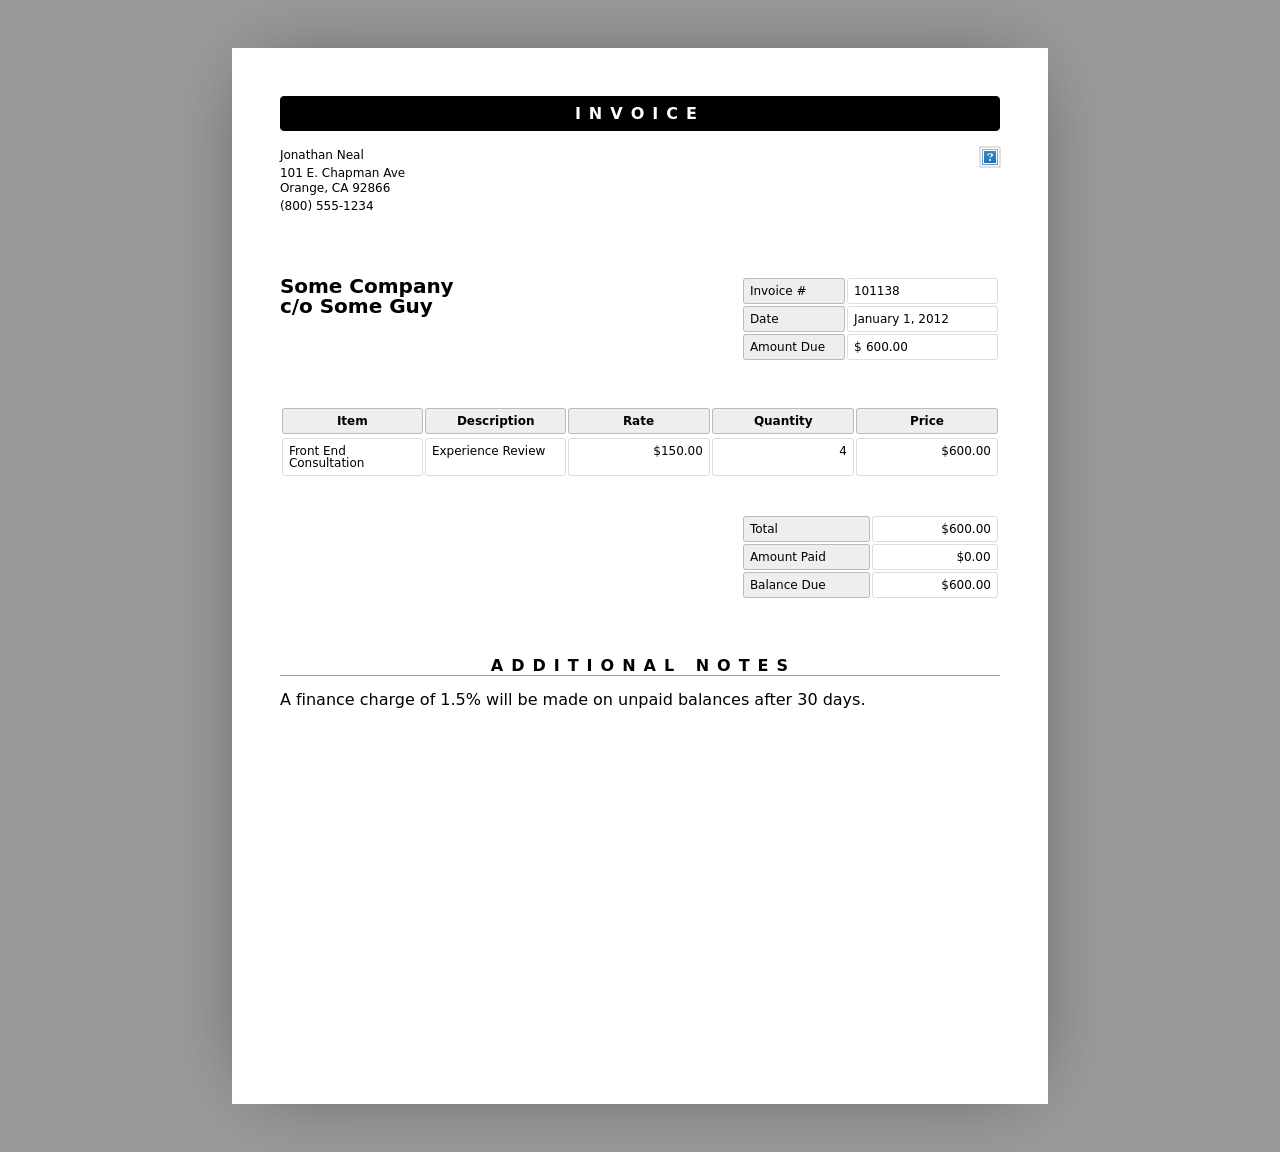 INVOICE
Jonathan Neal
101 E. Chapman Ave
Orange, CA 92866
(800) 555-1234
?
Some Company
c/o Some Guy
Invoice # 101138
Date January 1, 2012
Amount Due $ 600.00
Item Description Rate Quantity Price
Front End Experience Review $150.00 4 $600.00
Consultation
Total $600.00
Amount Paid $0.00
Balance Due $600.00
ADDITIONAL NOTES
A finance charge of 1.5% will be made on unpaid balances after 30 days.